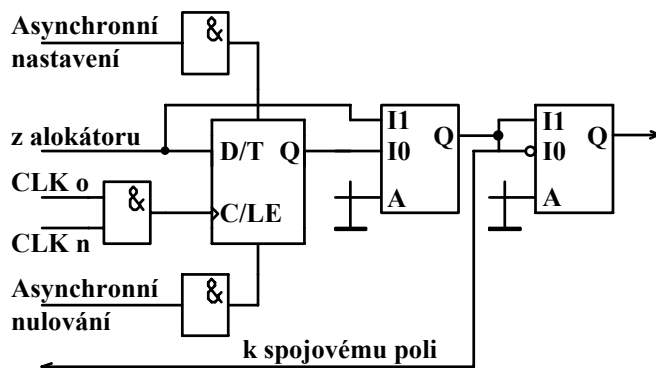 Asynchronní
nastavení
&
z alokátoru
D/T Q
I1
I0
Q
A
I1
I0
Q
A
CLK o
CLK n
&
C/LE
Asynchronní
nulování
&
k spojovému poli